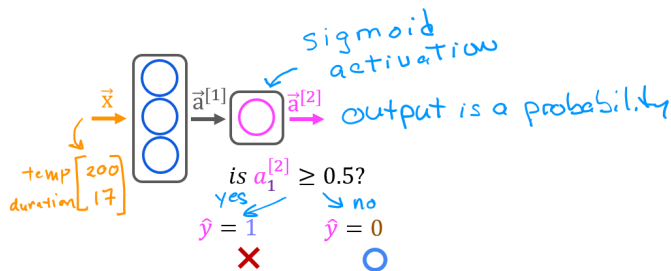 sigmoid
activation
x⃗
a⃗[1]
a⃗[2]
output is a probability
temp [200
duration 17]
is a₁[2] ≥ 0.5?
yes
no
ŷ = 1
ŷ = 0